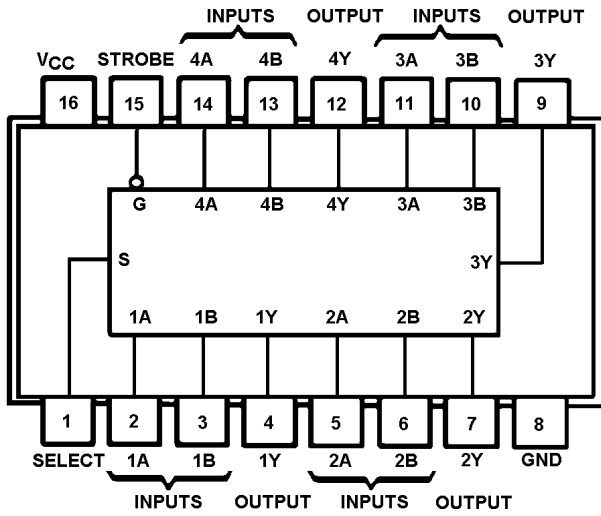 INPUTS OUTPUT INPUTS OUTPUT
VCC STROBE 4A 4B 4Y 3A 3B 3Y
16 15 14 13 12 11 10 9
G 4A 4B 4Y 3A 3B
S 3Y
1A 1B 1Y 2A 2B 2Y
1 2 3 4 5 6 7 8
SELECT 1A 1B 1Y 2A 2B 2Y GND
INPUTS OUTPUT INPUTS OUTPUT